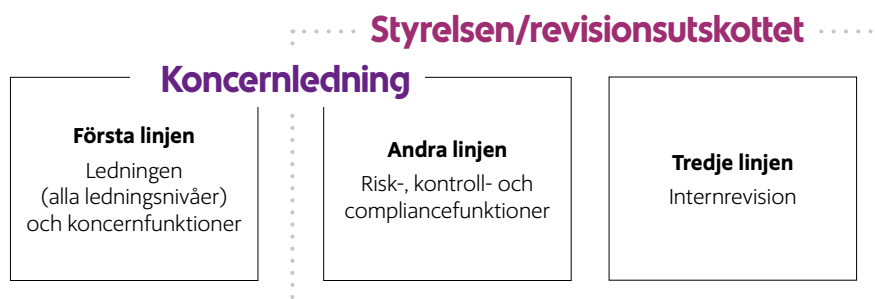 Styrelsen/revisionsutskottet
Koncernledning
Första linjen
Ledningen
(alla ledningsnivåer)
och koncernfunktioner
Andra linjen
Risk-, kontroll- och
compliancefunktioner
Tredje linjen
Internrevision